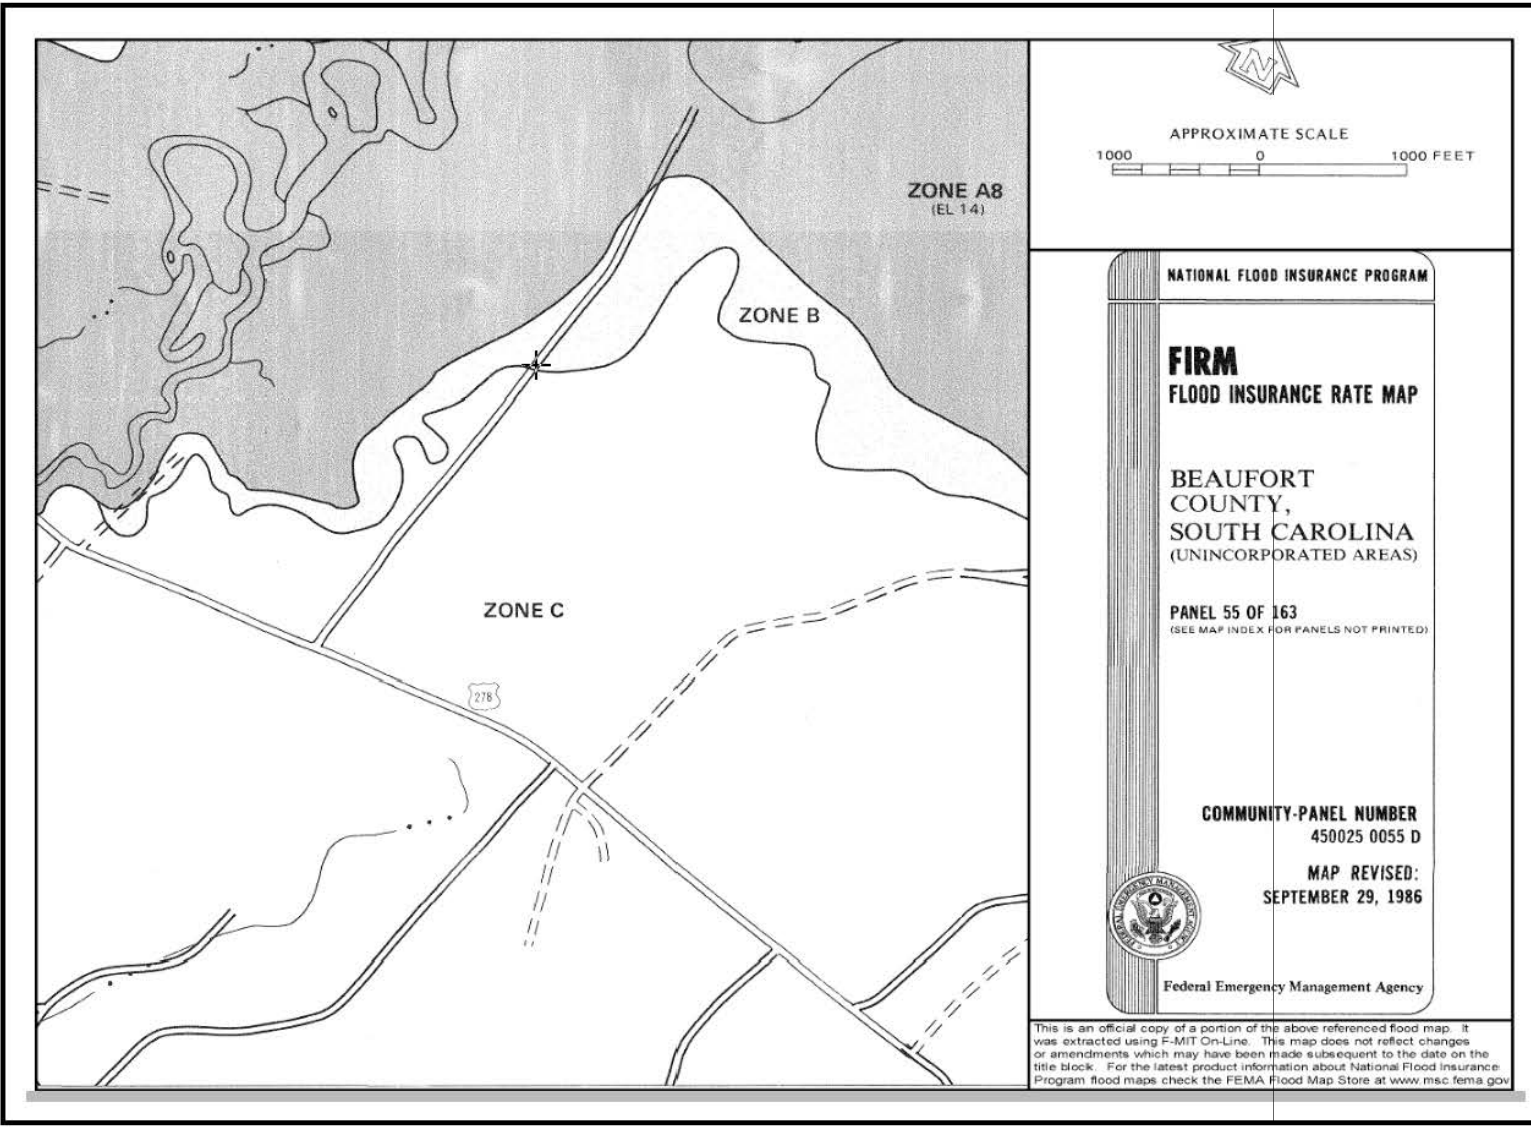 ZONE A8
(EL 14)
ZONE B
ZONE C
278
N
APPROXIMATE SCALE
1000 0 1000 FEET
NATIONAL FLOOD INSURANCE PROGRAM
FIRM
FLOOD INSURANCE RATE MAP
BEAUFORT
COUNTY,
SOUTH CAROLINA
(UNINCORPORATED AREAS)
PANEL 55 OF 163
(SEE MAP INDEX FOR PANELS NOT PRINTED)
COMMUNITY-PANEL NUMBER
450025 0055 D
MAP REVISED:
SEPTEMBER 29, 1986
FEDERAL EMERGENCY MANAGEMENT AGENCY
Federal Emergency Management Agency
This is an official copy of a portion of the above referenced flood map. It
was extracted using F-MIT On-Line. This map does not reflect changes
or amendments which may have been made subsequent to the date on the
title block. For the latest product information about National Flood Insurance
Program flood maps check the FEMA Flood Map Store at www.msc.fema.gov